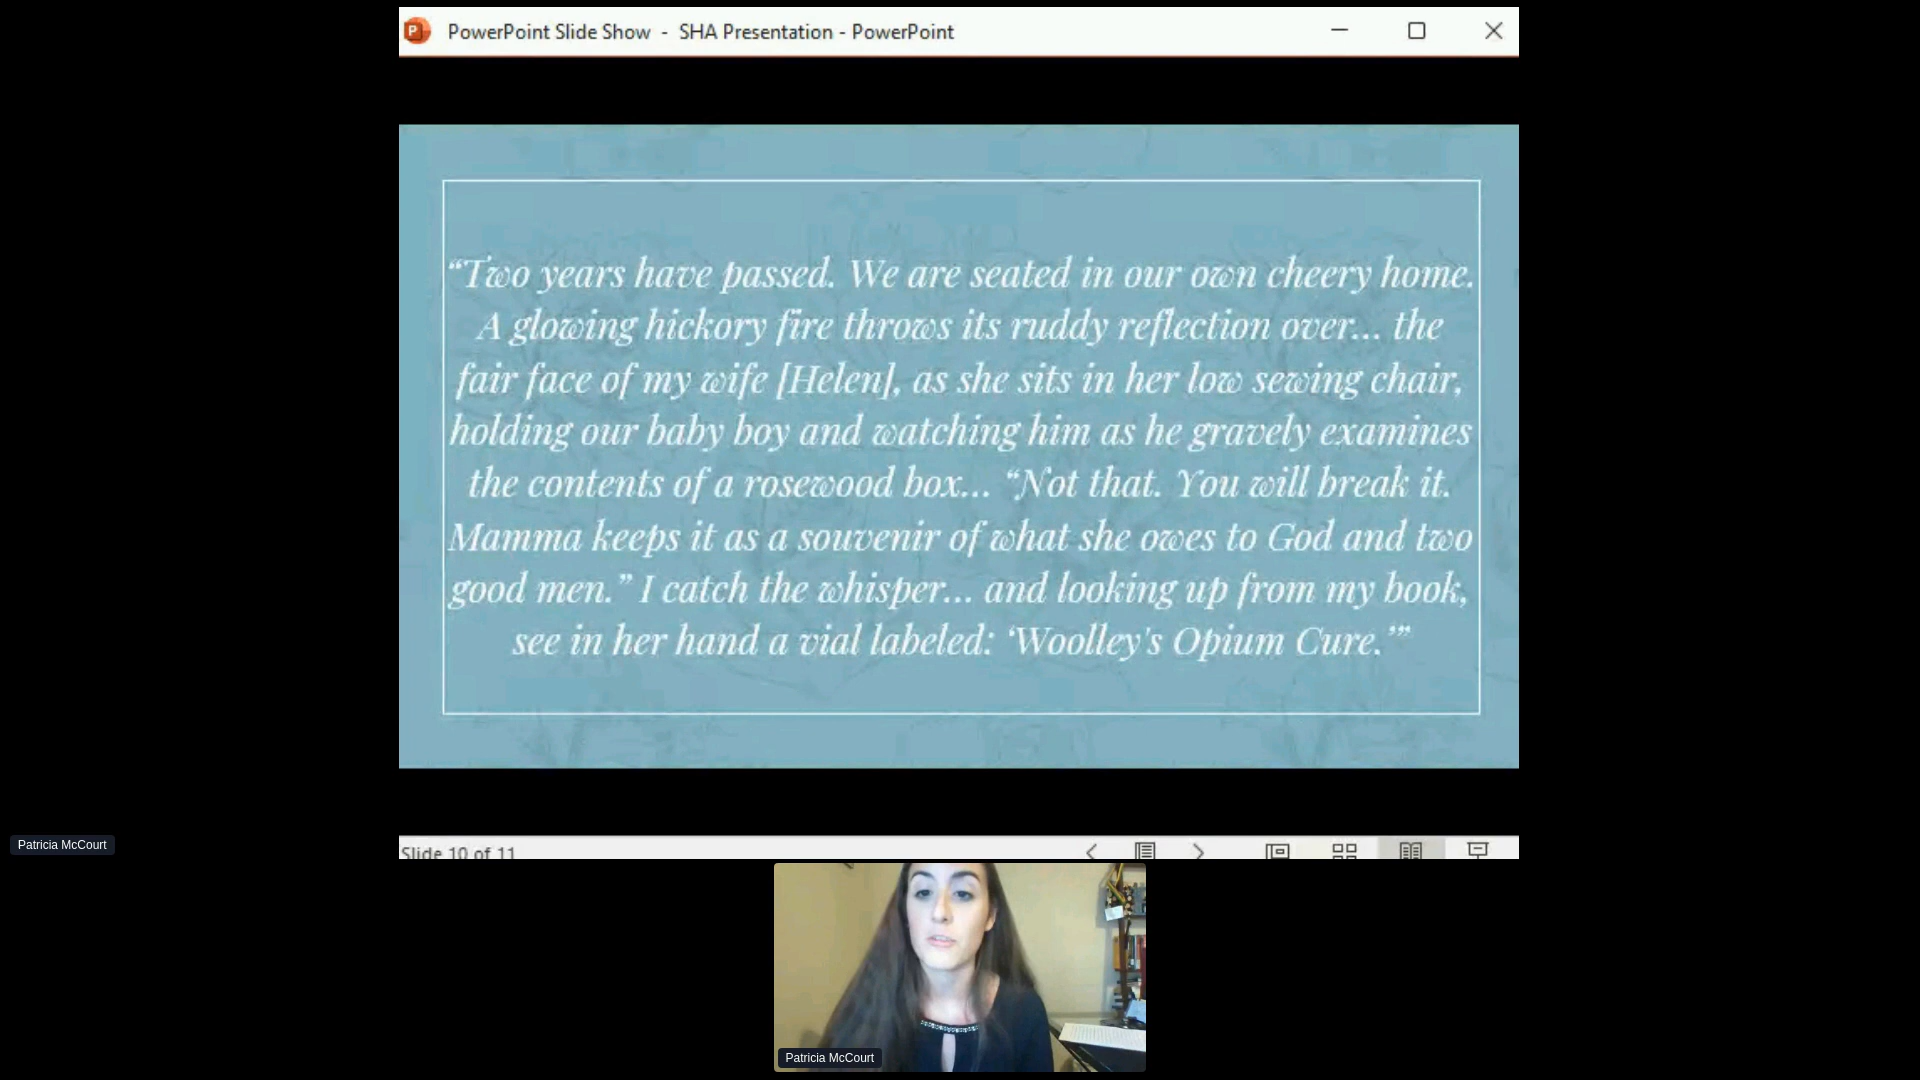 PowerPoint Slide Show - SHA Presentation - PowerPoint
“Two years have passed. We are seated in our own cheery home.
A glowing hickory fire throws its ruddy reflection over... the
fair face of my wife [Helen], as she sits in her low sewing chair,
holding our baby boy and watching him as he gravely examines
the contents of a rosewood box... “Not that. You will break it.
Mamma keeps it as a souvenir of what she owes to God and two
good men.” I catch the whisper... and looking up from my book,
see in her hand a vial labeled: ‘Woolley's Opium Cure.’”
Patricia McCourt
Slide 10 of 11
Patricia McCourt